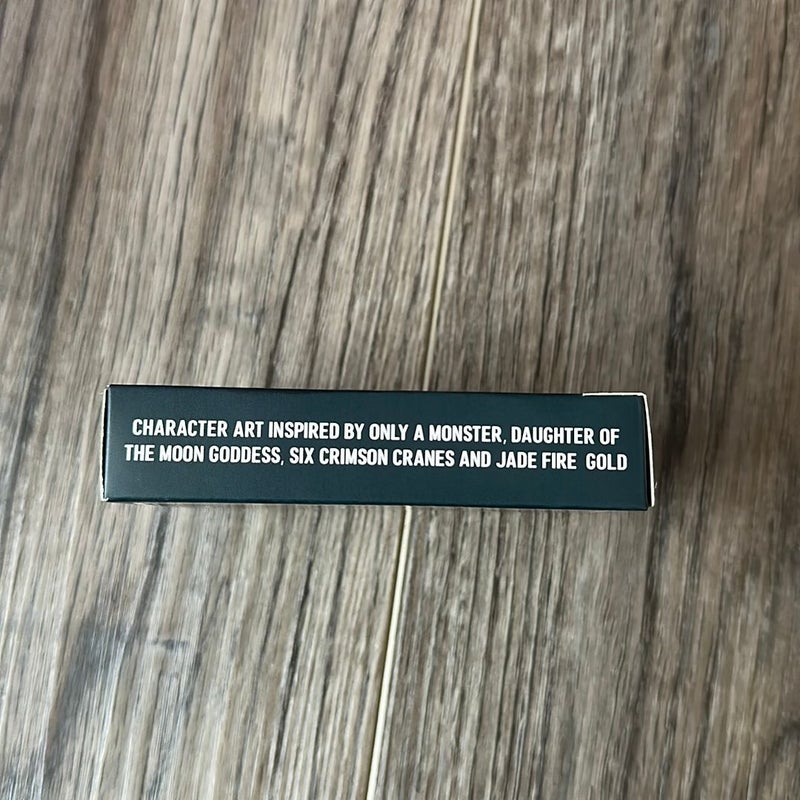 CHARACTER ART INSPIRED BY ONLY A MONSTER, DAUGHTER OF
THE MOON GODDESS, SIX CRIMSON CRANES AND JADE FIRE  GOLD